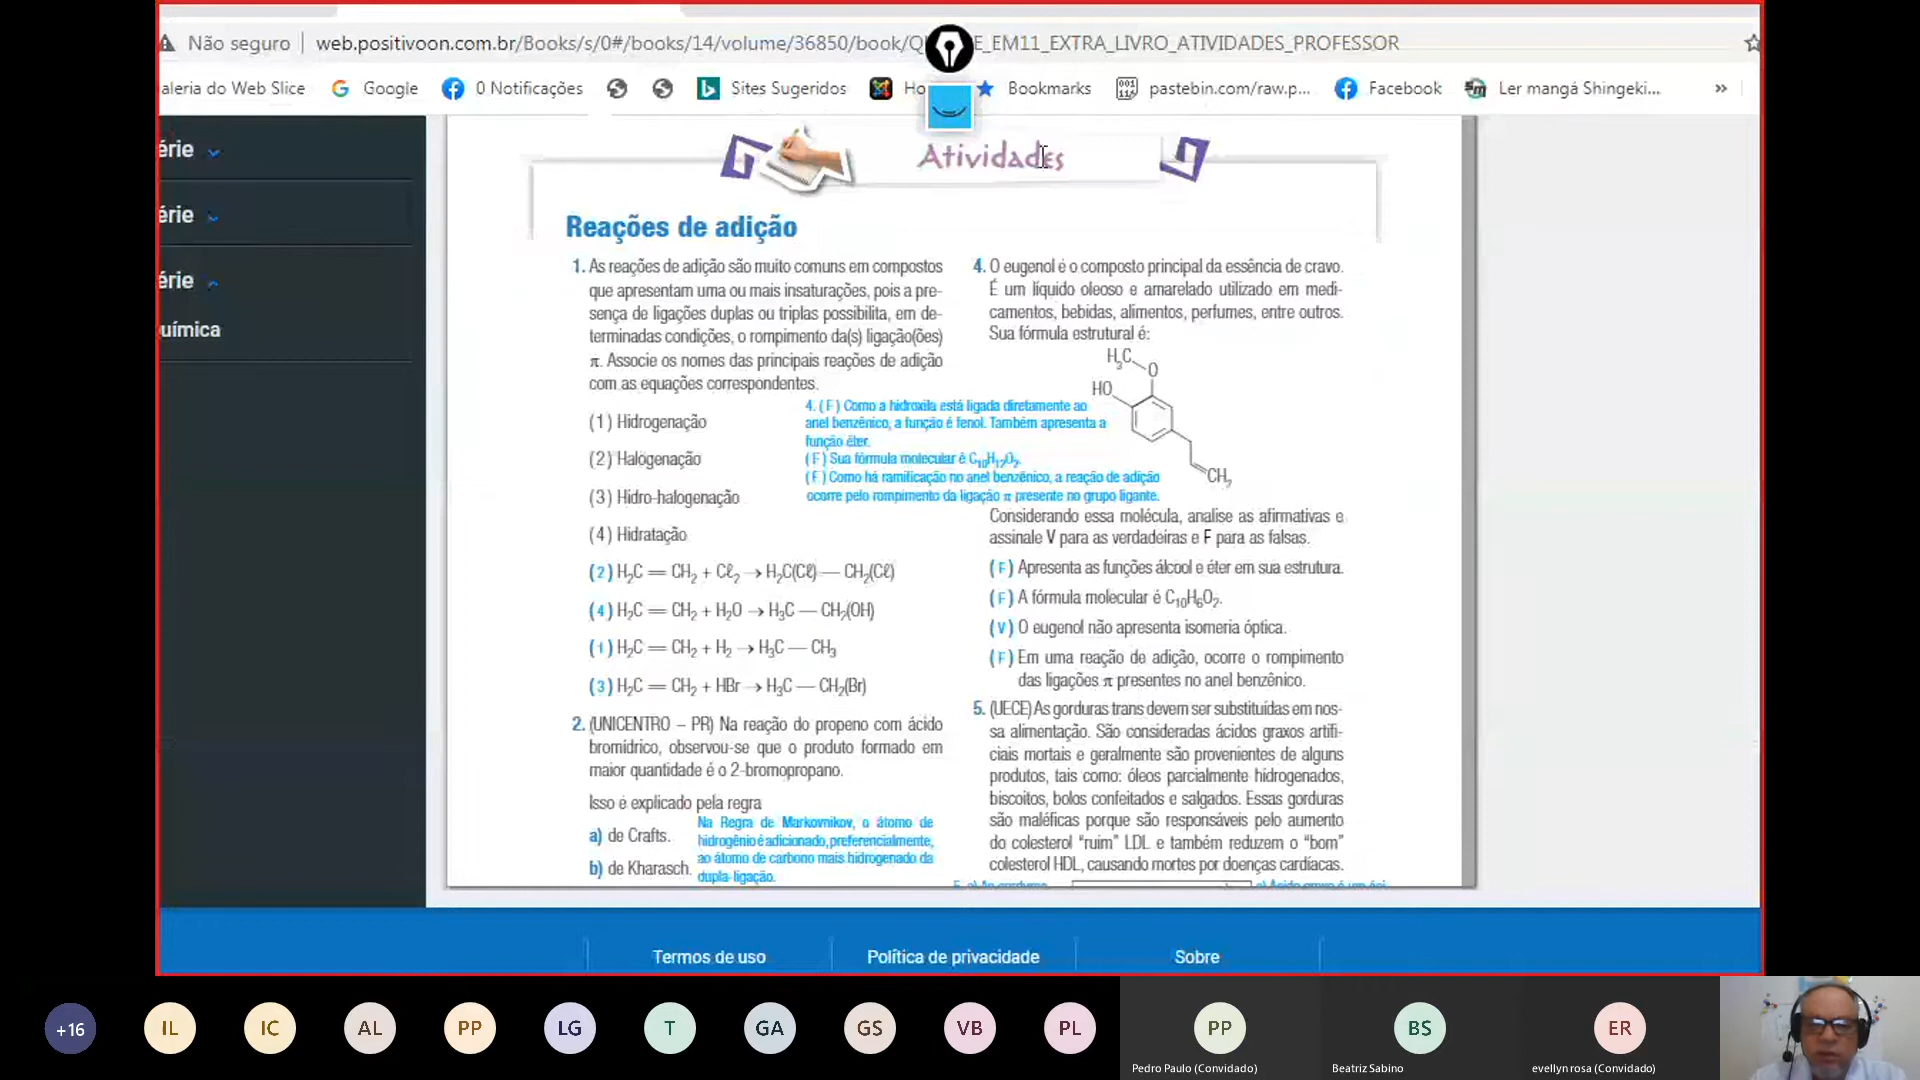 Não seguro
web.positivoon.com.br/Books/s/0#/books/14/volume/36850/book/Q
E_EM11_EXTRA_LIVRO_ATIVIDADES_PROFESSOR
aleria do Web Slice
Google
0 Notificações
Sites Sugeridos
Ho
Bookmarks
pastebin.com/raw.p...
Facebook
Ler mangá Shingeki...
»
érie
érie
érie
uímica
Atividades
Reações de adição
1. As reações de adição são muito comuns em compostos
que apresentam uma ou mais insaturações, pois a pre-
sença de ligações duplas ou triplas possibilita, em de-
terminadas condições, o rompimento da(s) ligação(ões)
π. Associe os nomes das principais reações de adição
com as equações correspondentes.
(1) Hidrogenação
(2) Halogenação
(3) Hidro-halogenação
(4) Hidratação
(2) H₂C = CH₂ + Cℓ₂ → H₂C(Cℓ) — CH₂(Cℓ)
(4) H₂C = CH₂ + H₂O → H₃C — CH₂(OH)
(1) H₂C = CH₂ + H₂ → H₃C — CH₃
(3) H₂C = CH₂ + HBr → H₃C — CH₂(Br)
2. (UNICENTRO – PR) Na reação do propeno com ácido
bromídrico, observou-se que o produto formado em
maior quantidade é o 2-bromopropano.
Isso é explicado pela regra
a) de Crafts.
b) de Kharasch.
Na Regra de Markovnikov, o átomo de
hidrogênio é adicionado, preferencialmente,
ao átomo de carbono mais hidrogenado da
dupla-ligação.
4. O eugenol é o composto principal da essência de cravo.
É um líquido oleoso e amarelado utilizado em medi-
camentos, bebidas, alimentos, perfumes, entre outros.
Sua fórmula estrutural é:
H₃C
O
HO
CH₂
4. (F) Como a hidroxila está ligada diretamente ao
anel benzênico, a função é fenol. Também apresenta a
função éter.
(F) Sua fórmula molecular é C₁₀H₁₂O₂.
(F) Como há ramificação no anel benzênico, a reação de adição
ocorre pelo rompimento da ligação π presente no grupo ligante.
Considerando essa molécula, analise as afirmativas e
assinale V para as verdadeiras e F para as falsas.
(F) Apresenta as funções álcool e éter em sua estrutura.
(F) A fórmula molecular é C₁₀H₆O₂.
(V) O eugenol não apresenta isomeria óptica.
(F) Em uma reação de adição, ocorre o rompimento
das ligações π presentes no anel benzênico.
5. (UECE) As gorduras trans devem ser substituídas em nos-
sa alimentação. São consideradas ácidos graxos artifi-
ciais mortais e geralmente são provenientes de alguns
produtos, tais como: óleos parcialmente hidrogenados,
biscoitos, bolos confeitados e salgados. Essas gorduras
são maléficas porque são responsáveis pelo aumento
do colesterol “ruim” LDL e também reduzem o “bom”
colesterol HDL, causando mortes por doenças cardíacas.
Termos de uso
Política de privacidade
Sobre
+16
IL
IC
AL
PP
LG
T
GA
GS
VB
PL
PP
BS
ER
Pedro Paulo (Convidado)
Beatriz Sabino
evellyn rosa (Convidado)